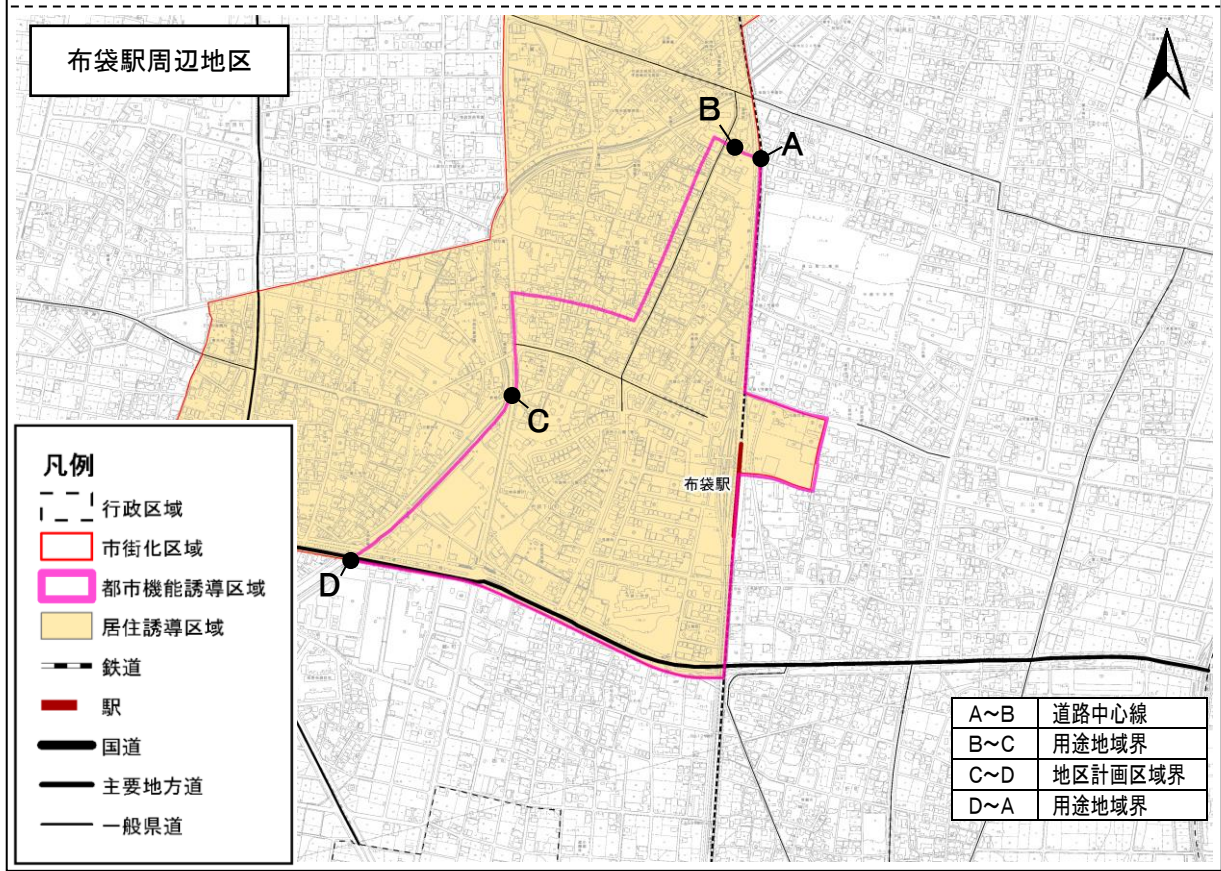 布袋駅周辺地区
B
A
C
布袋駅
D
凡例
行政区域
市街化区域
都市機能誘導区域
居住誘導区域
鉄道
駅
国道
主要地方道
一般県道
A~B 道路中心線
B~C 用途地域界
C~D 地区計画区域界
D~A 用途地域界